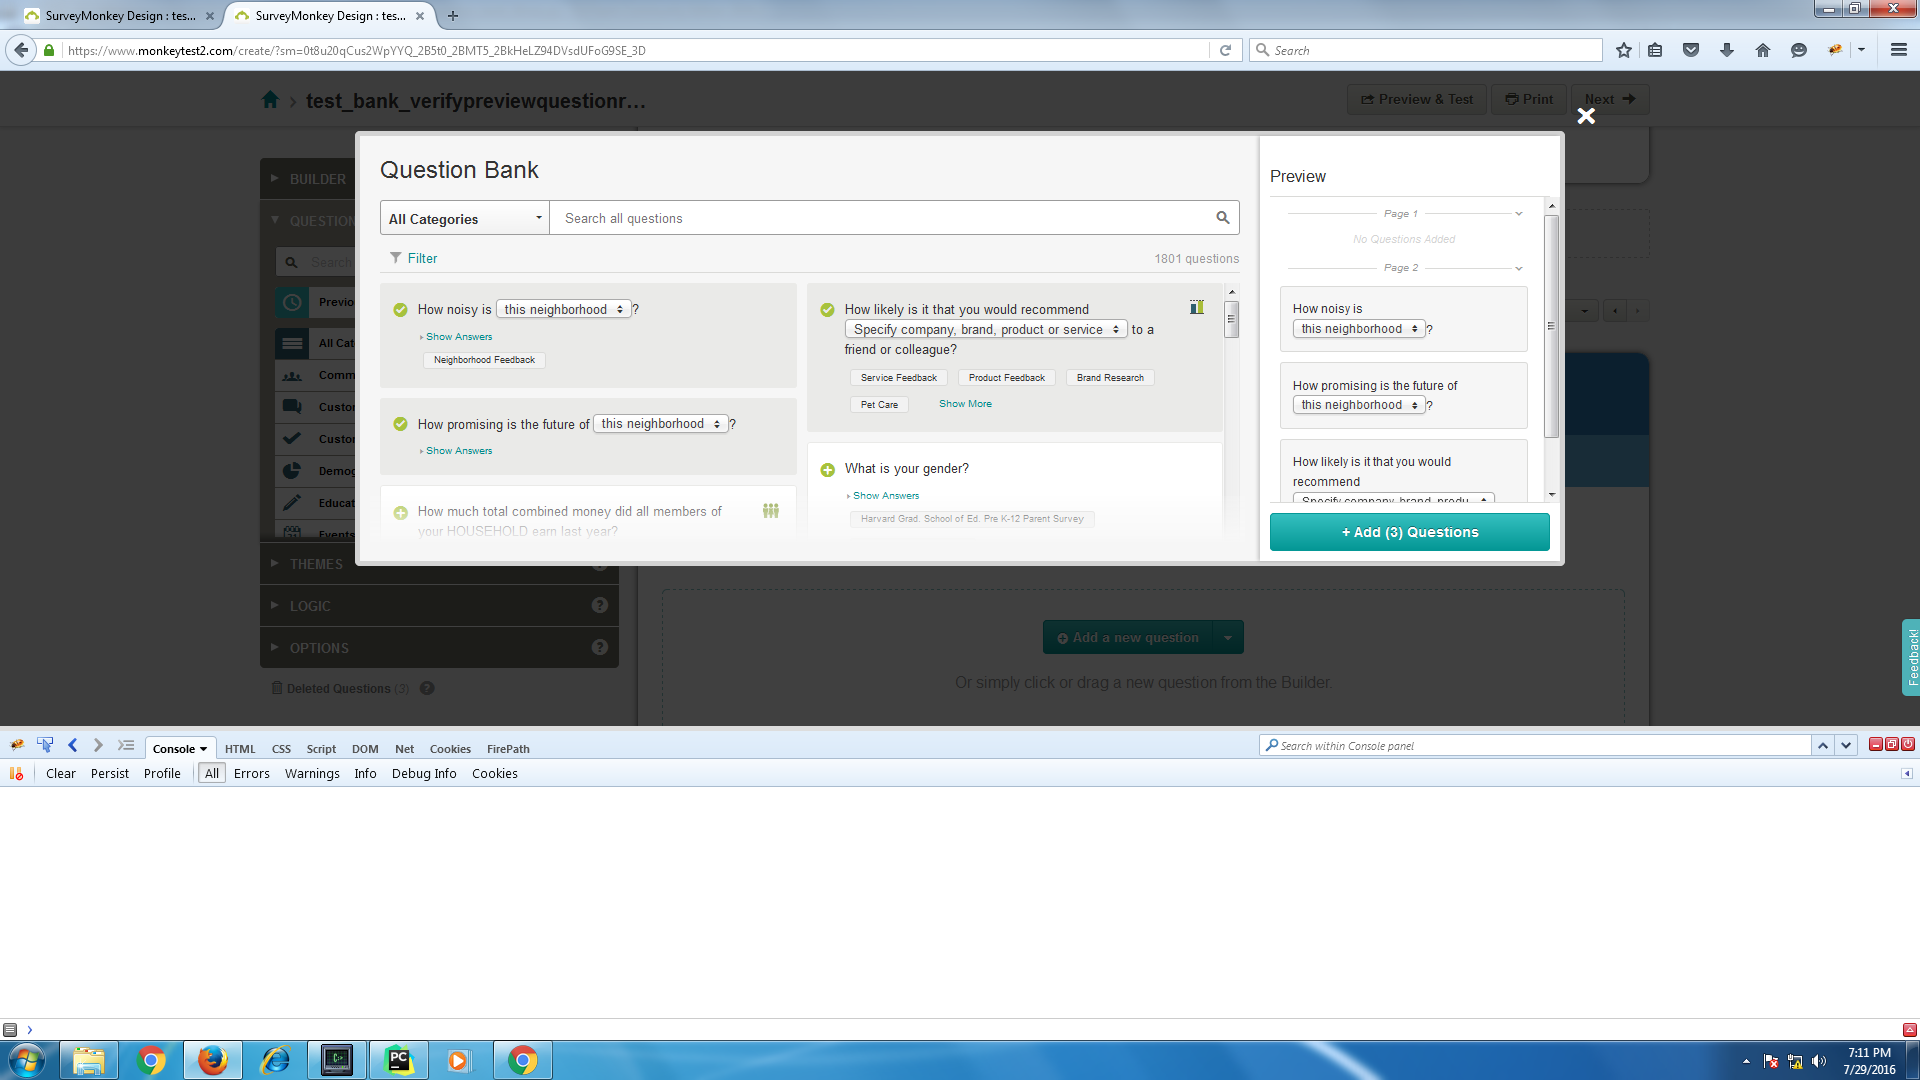 SurveyMonkey Design : tes...
SurveyMonkey Design : tes...
https://www.monkeytest2.com/create/?sm=0t8u20qCus2WpYYQ_2B5t0_2BMT5_2BkHeLZ94DVsdUFoG9SE_3D
Search
test_bank_verifypreviewquestionr...
Preview & Test
Print
Next
BUILDER
QUESTION
Search
Previo
All Cat
Comm
Custo
Custo
Demog
Educat
Events
THEMES
LOGIC
OPTIONS
Deleted Questions (3)
Question Bank
All Categories
Search all questions
Filter
1801 questions
How noisy is this neighborhood ?
Show Answers
Neighborhood Feedback
How promising is the future of this neighborhood ?
Show Answers
How much total combined money did all members of
your HOUSEHOLD earn last year?
How likely is it that you would recommend
Specify company, brand, product or service to a
friend or colleague?
Service Feedback Product Feedback Brand Research
Pet Care Show More
What is your gender?
Show Answers
Harvard Grad. School of Ed. Pre K-12 Parent Survey
Preview
Page 1
No Questions Added
Page 2
How noisy is
this neighborhood ?
How promising is the future of
this neighborhood ?
How likely is it that you would
recommend
Specify company, brand, produ
+ Add (3) Questions
Add a new question
Or simply click or drag a new question from the Builder.
Feedback!
Console HTML CSS Script DOM Net Cookies FirePath
Search within Console panel
Clear Persist Profile All Errors Warnings Info Debug Info Cookies
7:11 PM
7/29/2016